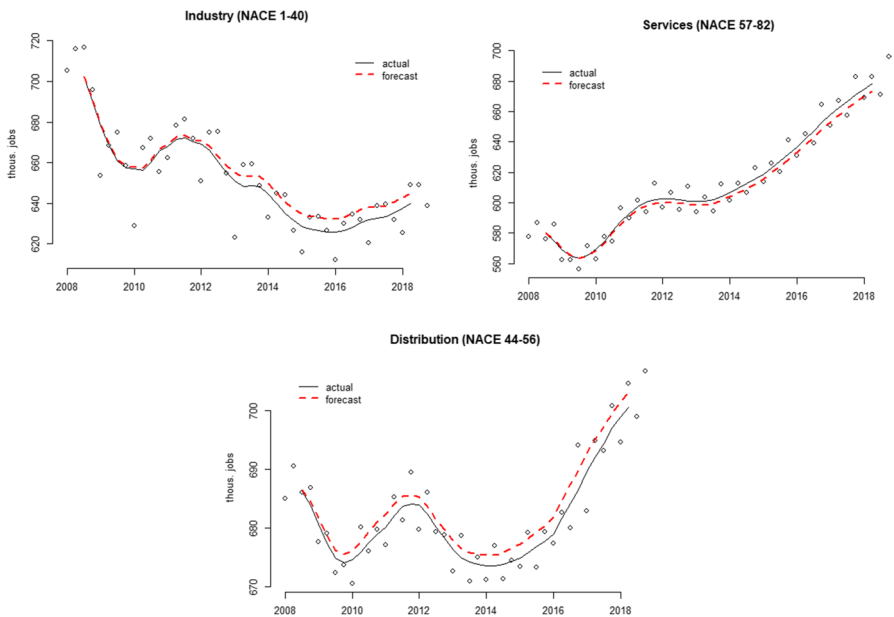 Industry (NACE 1-40)
thous. jobs
720
700
680
660
640
620
actual
forecast
2008 2010 2012 2014 2016 2018
Services (NACE 57-82)
thous. jobs
700
680
660
640
620
600
580
560
actual
forecast
2008 2010 2012 2014 2016 2018
Distribution (NACE 44-56)
thous. jobs
700
690
680
670
actual
forecast
2008 2010 2012 2014 2016 2018